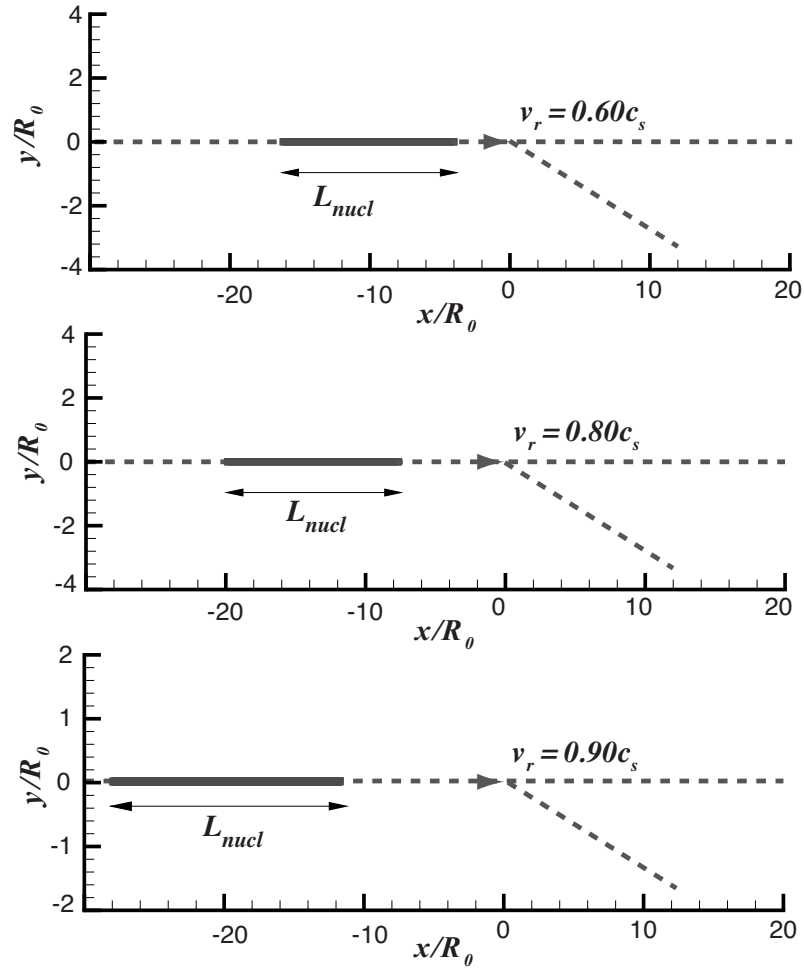 4
2
0
-2
-4
y/R₀
v_r = 0.60c_s
L_nucl
-20 -10 0 10 20
x/R₀
4
2
0
-2
-4
y/R₀
v_r = 0.80c_s
L_nucl
-20 -10 0 10 20
x/R₀
2
1
0
-1
-2
y/R₀
v_r = 0.90c_s
L_nucl
-20 -10 0 10 20
x/R₀